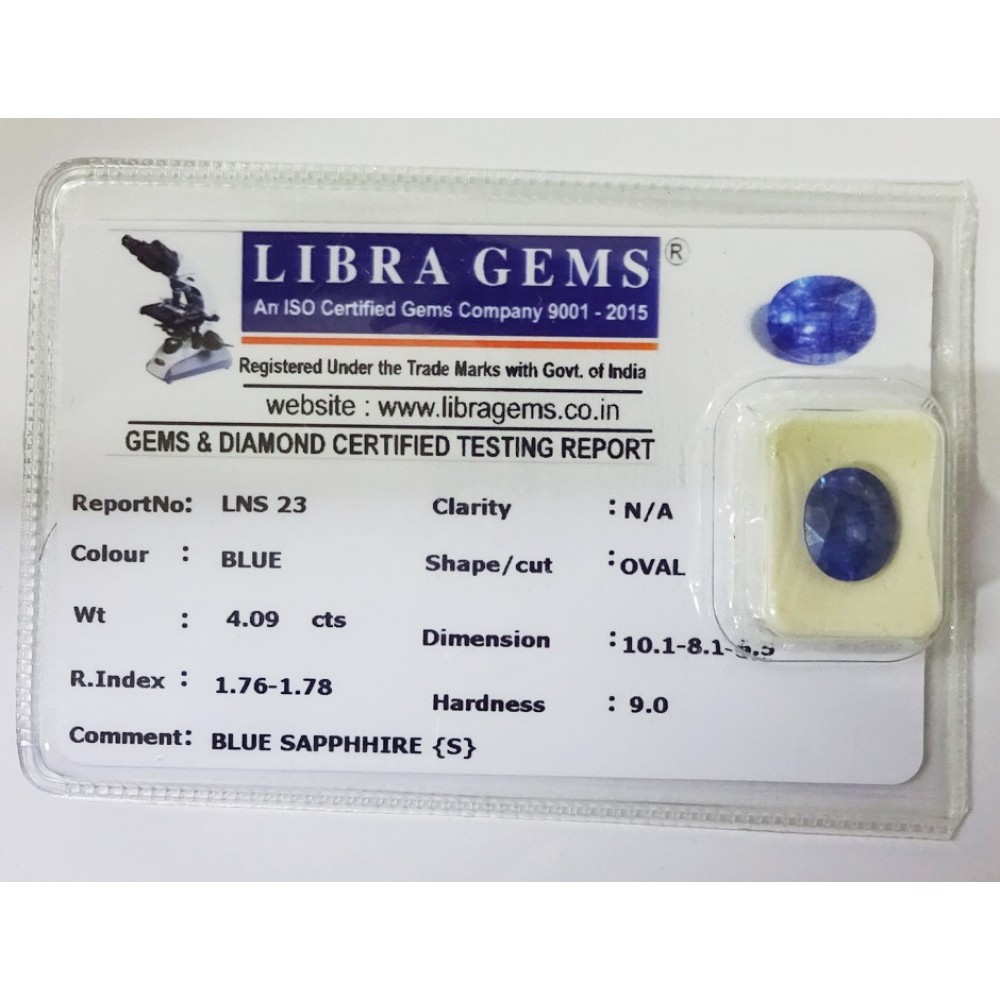 LIBRA GEMS ®
An ISO Certified Gems Company 9001 - 2015
Registered Under the Trade Marks with Govt. of India
website : www.libragems.co.in
GEMS & DIAMOND CERTIFIED TESTING REPORT
ReportNo: LNS 23 Clarity : N/A
Colour : BLUE Shape/cut : OVAL
Wt : 4.09 cts Dimension : 10.1-8.1-
R.Index : 1.76-1.78 Hardness : 9.0
Comment: BLUE SAPPHHIRE {S}